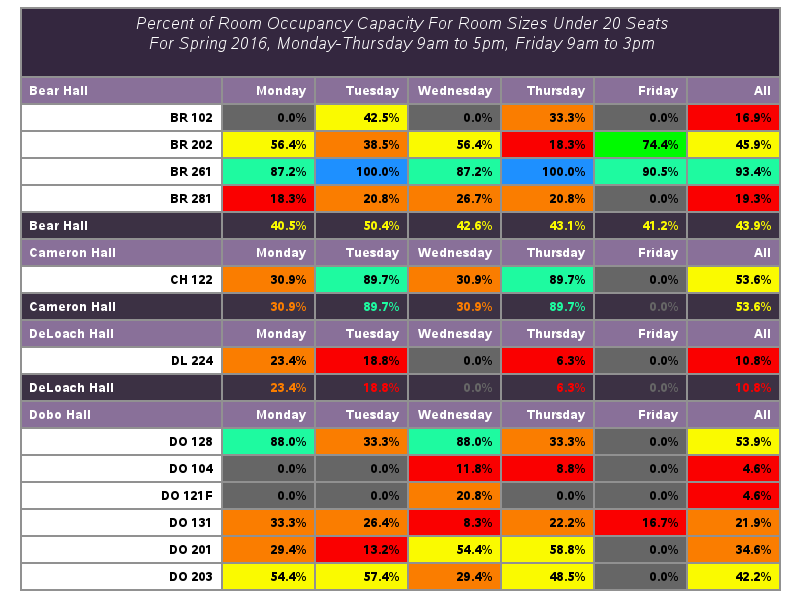 Percent of Room Occupancy Capacity For Room Sizes Under 20 Seats
For Spring 2016, Monday-Thursday 9am to 5pm, Friday 9am to 3pm
Bear Hall Monday Tuesday Wednesday Thursday Friday All
BR 102 0.0% 42.5% 0.0% 33.3% 0.0% 16.9%
BR 202 56.4% 38.5% 56.4% 18.3% 74.4% 45.9%
BR 261 87.2% 100.0% 87.2% 100.0% 90.5% 93.4%
BR 281 18.3% 20.8% 26.7% 20.8% 0.0% 19.3%
Bear Hall 40.5% 50.4% 42.6% 43.1% 41.2% 43.9%
Cameron Hall Monday Tuesday Wednesday Thursday Friday All
CH 122 30.9% 89.7% 30.9% 89.7% 0.0% 53.6%
Cameron Hall 30.9% 89.7% 30.9% 89.7% 0.0% 53.6%
DeLoach Hall Monday Tuesday Wednesday Thursday Friday All
DL 224 23.4% 18.8% 0.0% 6.3% 0.0% 10.8%
DeLoach Hall 23.4% 18.8% 0.0% 6.3% 0.0% 10.8%
Dobo Hall Monday Tuesday Wednesday Thursday Friday All
DO 128 88.0% 33.3% 88.0% 33.3% 0.0% 53.9%
DO 104 0.0% 0.0% 11.8% 8.8% 0.0% 4.6%
DO 121F 0.0% 0.0% 20.8% 0.0% 0.0% 4.6%
DO 131 33.3% 26.4% 8.3% 22.2% 16.7% 21.9%
DO 201 29.4% 13.2% 54.4% 58.8% 0.0% 34.6%
DO 203 54.4% 57.4% 29.4% 48.5% 0.0% 42.2%